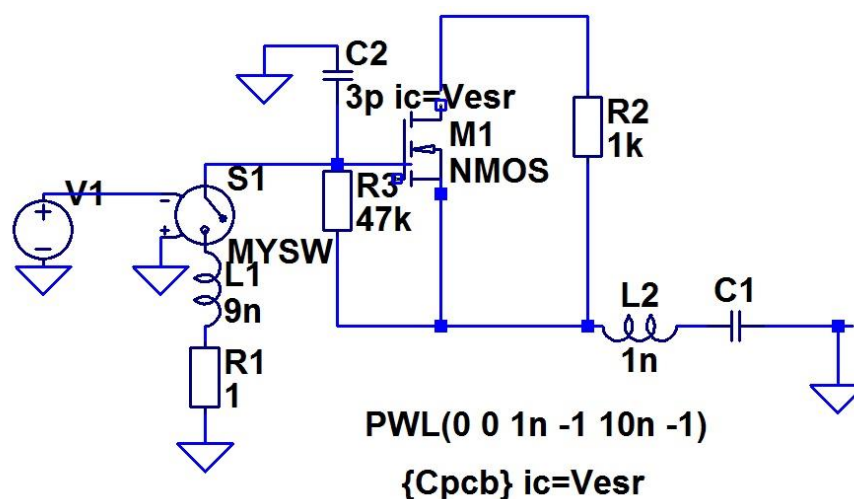 C2
3p ic=Vesr
R2
1k
M1
NMOS
V1
S1
R3
47k
MYSW
L1
9n
L2
1n
C1
R1
1
PWL(0 0 1n -1 10n -1)
{Cpcb} ic=Vesr